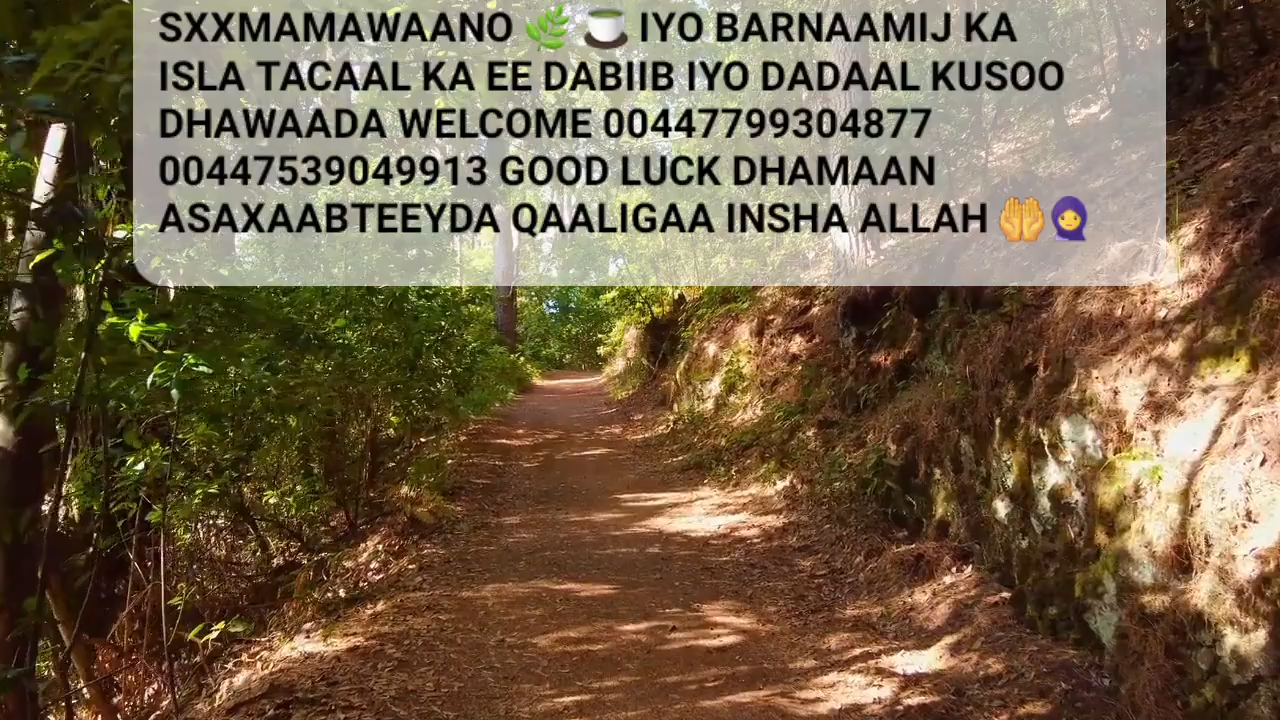 SXXMAMAWAANO 🌿 🍵 IYO BARNAAMIJ KA
ISLA TACAAL KA EE DABIIB IYO DADAAL KUSOO
DHAWAADA WELCOME 00447799304877
00447539049913 GOOD LUCK DHAMAAN
ASAXAABTEEYDA QAALIGAA INSHA ALLAH 🤲🧕